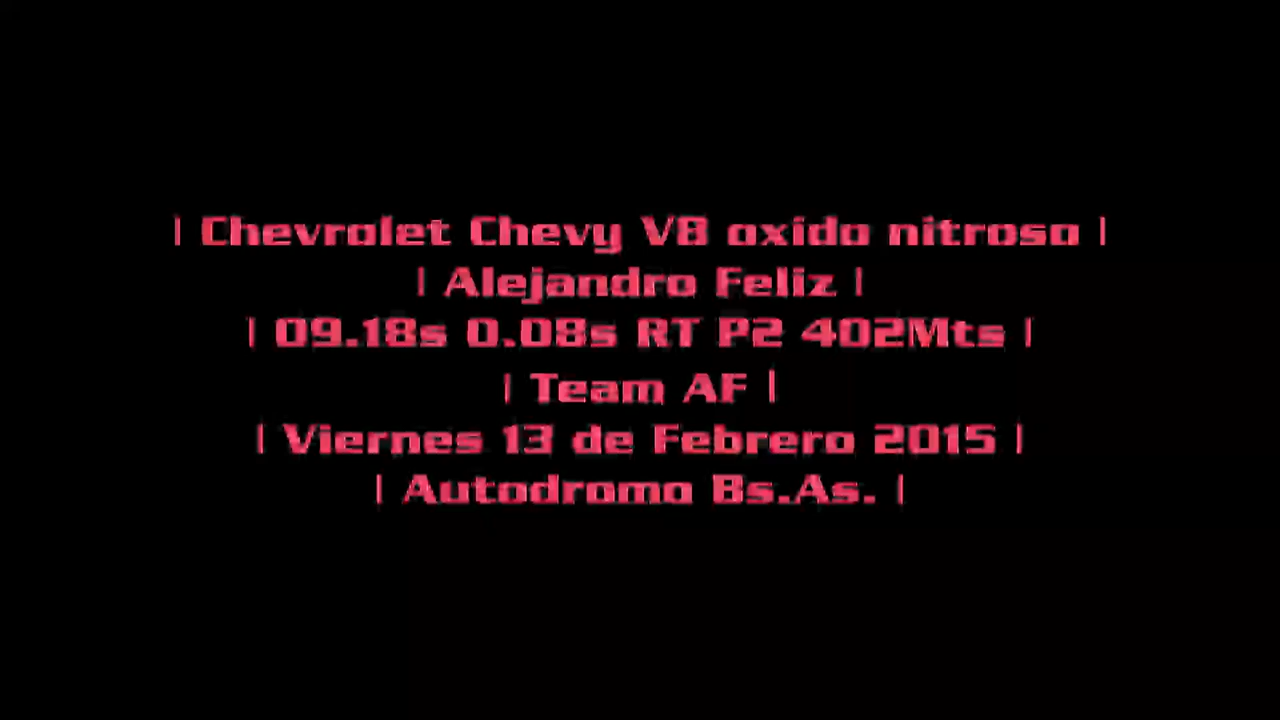 | Chevrolet Chevy V8 oxido nitroso |
| Alejandro Feliz |
| 09.18s 0.08s RT P2 402Mts |
| Team AF |
| Viernes 13 de Febrero 2015 |
| Autodromo Bs.As. |